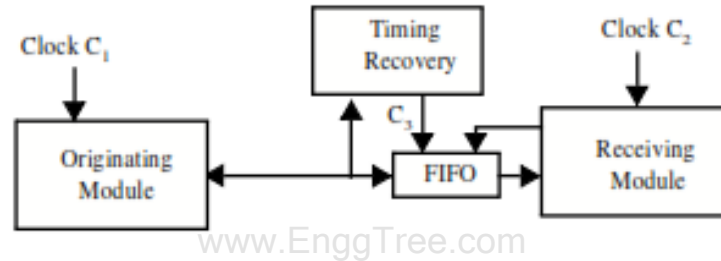 Clock C1
Timing
Recovery
Clock C2
C3
Originating
Module
FIFO
Receiving
Module
www.EnggTree.com